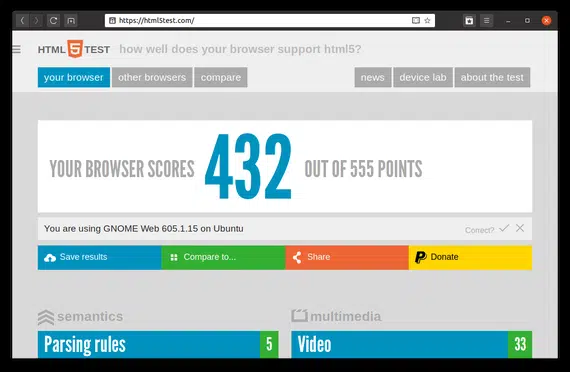 https://html5test.com/
HTML 5 TEST how well does your browser support html5?
your browser other browsers compare news device lab about the test
YOUR BROWSER SCORES 432 OUT OF 555 POINTS
You are using GNOME Web 605.1.15 on Ubuntu Correct?
Save results Compare to... Share Donate
semantics multimedia
Parsing rules 5 Video 33